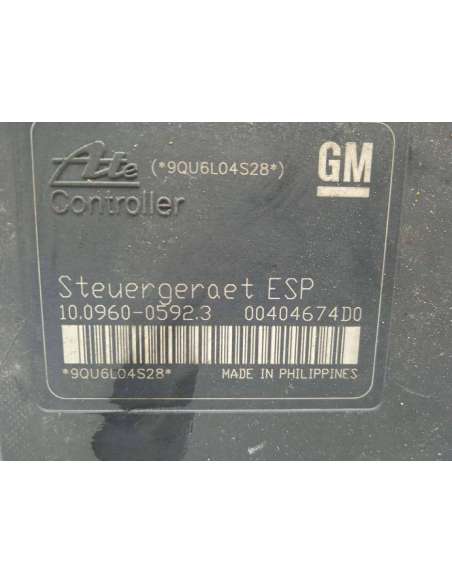 Ate (*9QU6L04S28*) GM
Controller
Steuergeraet ESP
10.0960-0592.3 00404674D0
*9QU6L04S28* MADE IN PHILIPPINES